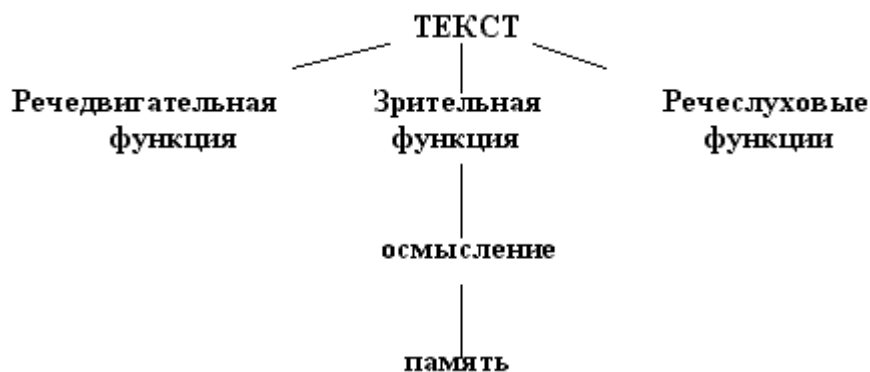 ТЕКСТ
Речедвигательная
функция
Зрительная
функция
Речеслуховые
функции
осмысление
память